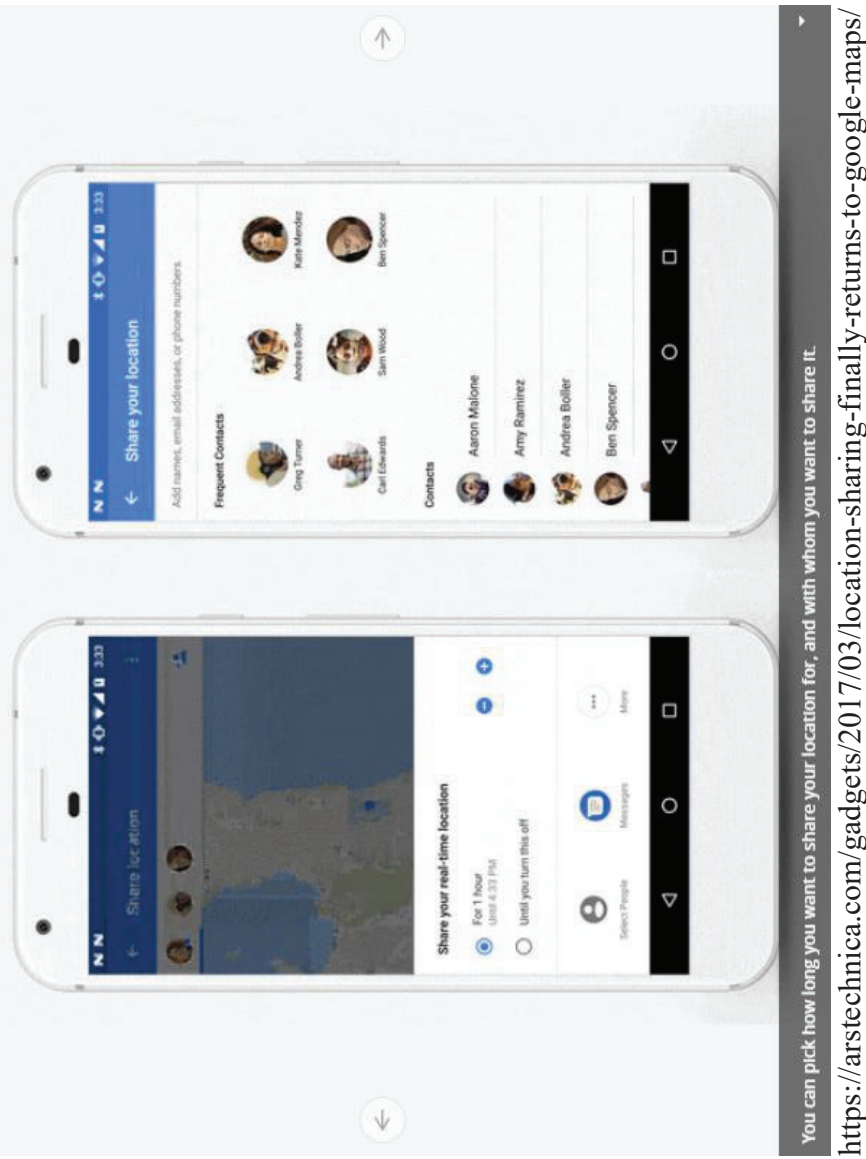 N N 3:33
← Share location
Share your real-time location
For 1 hour
Until 4:33 PM
Until you turn this off
Select People Messages More
N N 3:33
← Share your location
Add names, email addresses, or phone numbers
Frequent Contacts
Greg Turner Andrea Boller Kate Mendez
Carl Edwards Sam Wood Ben Spencer
Contacts
Aaron Malone
Amy Ramirez
Andrea Boller
Ben Spencer
You can pick how long you want to share your location for, and with whom you want to share it.
https://arstechnica.com/gadgets/2017/03/location-sharing-finally-returns-to-google-maps/